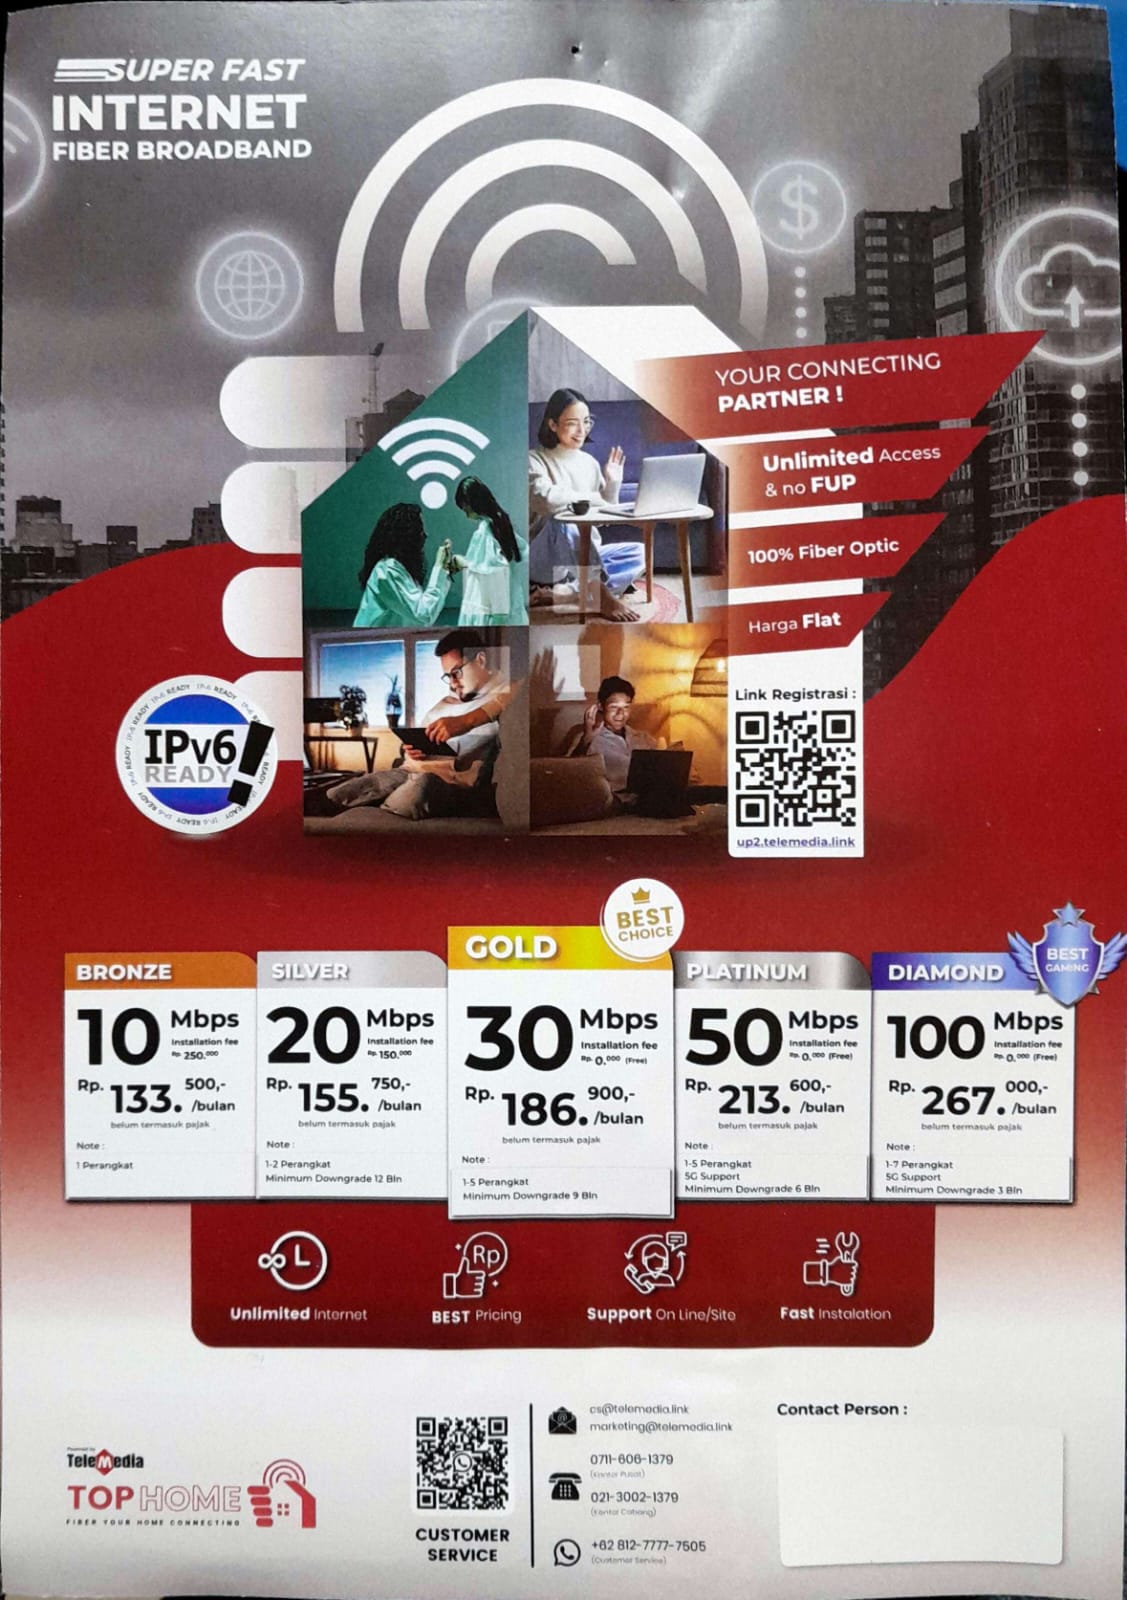 SUPER FAST
INTERNET
FIBER BROADBAND
YOUR CONNECTING
PARTNER !
Unlimited Access
& no FUP
100% Fiber Optic
Harga Flat
Link Registrasi :
up2.telemedia.link
IPv6
READY
BEST
CHOICE
BEST
GAMING
BRONZE
10 Mbps
Installation fee
Rp. 250.000
Rp. 133. 500,-
/bulan
belum termasuk pajak
Note :
1 Perangkat
SILVER
20 Mbps
Installation fee
Rp. 150.000
Rp. 155. 750,-
/bulan
belum termasuk pajak
Note :
1-2 Perangkat
Minimum Downgrade 12 Bln
GOLD
30 Mbps
Installation fee
Rp. 0.000 (Free)
Rp. 186. 900,-
/bulan
belum termasuk pajak
Note :
1-5 Perangkat
Minimum Downgrade 9 Bln
PLATINUM
50 Mbps
Installation fee
Rp. 0.000 (Free)
Rp. 213. 600,-
/bulan
belum termasuk pajak
Note :
1-5 Perangkat
5G Support
Minimum Downgrade 6 Bln
DIAMOND
100 Mbps
Installation fee
Rp. 0.000 (Free)
Rp. 267. 000,-
/bulan
belum termasuk pajak
Note :
1-7 Perangkat
5G Support
Minimum Downgrade 3 Bln
Rp
Unlimited Internet
BEST Pricing
Support On Line/Site
Fast Instalation
Powered by
TeleMedia
TOP HOME
FIBER YOUR HOME CONNECTING
CUSTOMER
SERVICE
cs@telemedia.link
marketing@telemedia.link
0711-606-1379
(Kantor Pusat)
021-3002-1379
(Kantor Cabang)
+62 812-7777-7505
(Customer Service)
Contact Person :